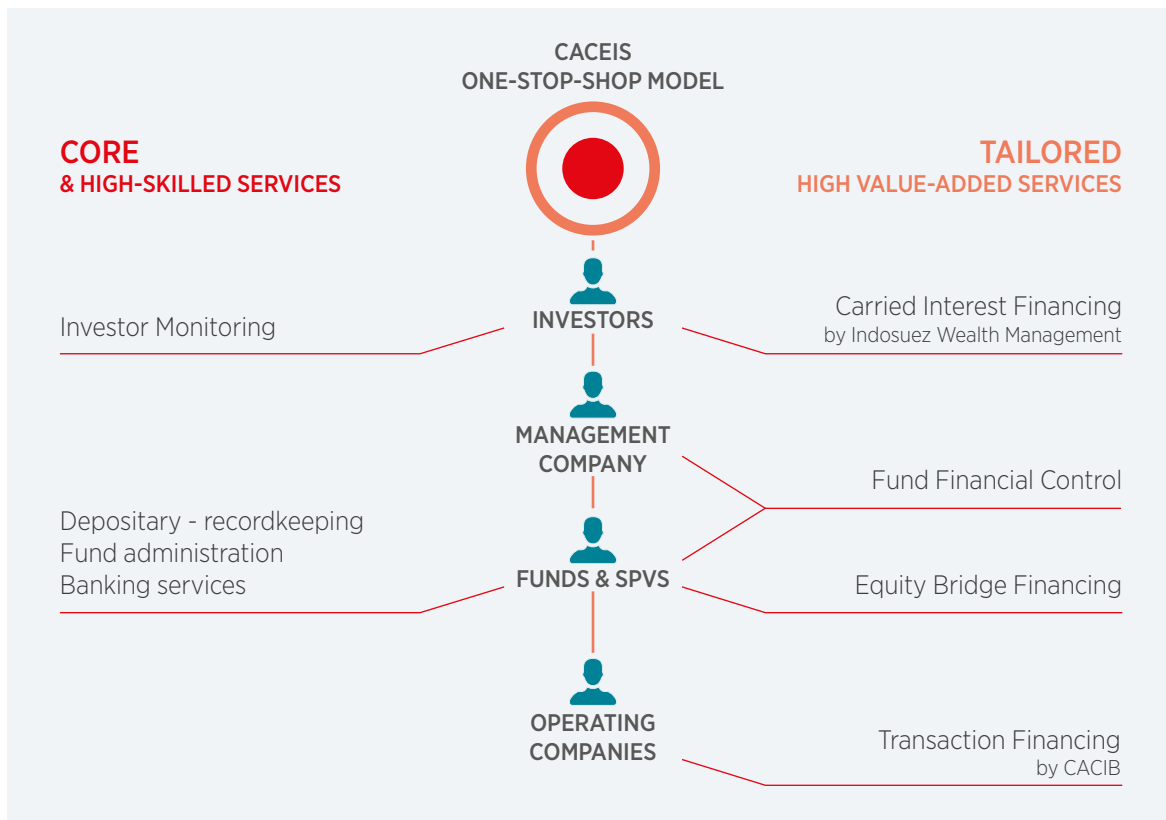 CACEIS
ONE-STOP-SHOP MODEL
CORE
& HIGH-SKILLED SERVICES
TAILORED
HIGH VALUE-ADDED SERVICES
INVESTORS
Investor Monitoring
Carried Interest Financing
by Indosuez Wealth Management
MANAGEMENT
COMPANY
Fund Financial Control
Depositary - recordkeeping
Fund administration
Banking services
FUNDS & SPVS
Equity Bridge Financing
OPERATING
COMPANIES
Transaction Financing
by CACIB